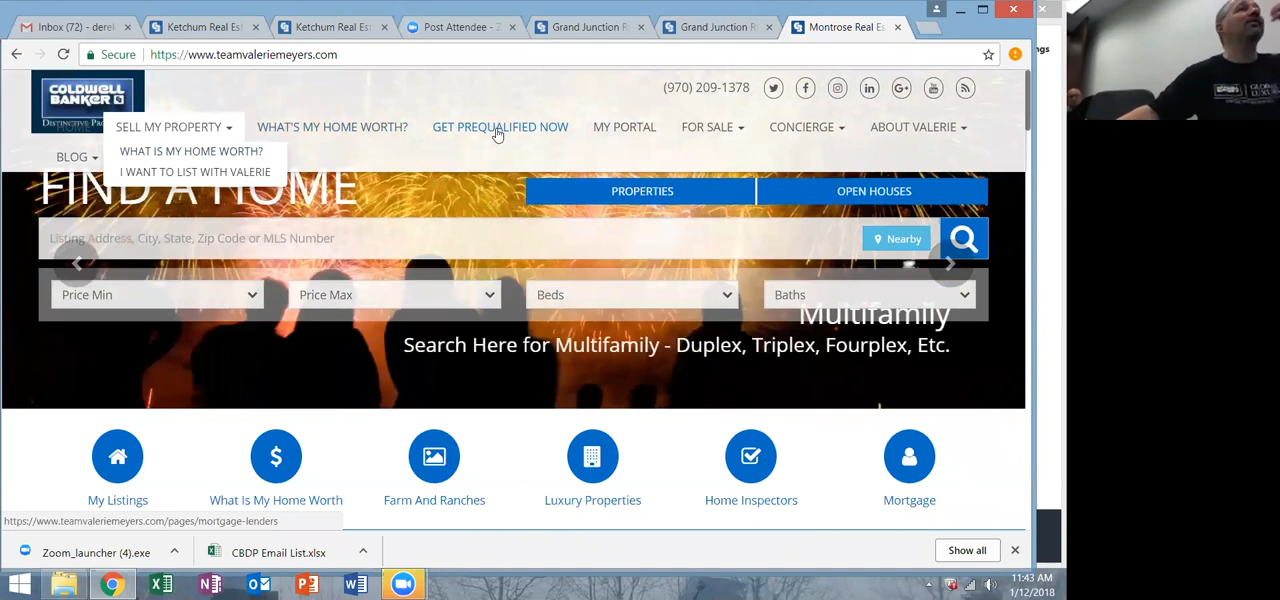 Inbox (72) - derek
Ketchum Real Est
Ketchum Real Est
Post Attendee - Z
Grand Junction R
Grand Junction R
Montrose Real Es
Secure
https://www.teamvaleriemeyers.com
ngs
COLDWELL
BANKER
(970) 209-1378
HOME
SELL MY PROPERTY
WHAT'S MY HOME WORTH?
GET PREQUALIFIED NOW
MY PORTAL
FOR SALE
CONCIERGE
ABOUT VALERIE
BLOG
WHAT IS MY HOME WORTH?
I WANT TO LIST WITH VALERIE
FIND A HOME
PROPERTIES
OPEN HOUSES
Listing Address, City, State, Zip Code or MLS Number
Nearby
Price Min
Price Max
Beds
Baths
Multifamily
Search Here for Multifamily - Duplex, Triplex, Fourplex, Etc.
My Listings
What Is My Home Worth
Farm And Ranches
Luxury Properties
Home Inspectors
Mortgage
https://www.teamvaleriemeyers.com/pages/mortgage-lenders
Zoom_launcher (4).exe
CBDP Email List.xlsx
Show all
11:43 AM
1/12/2018